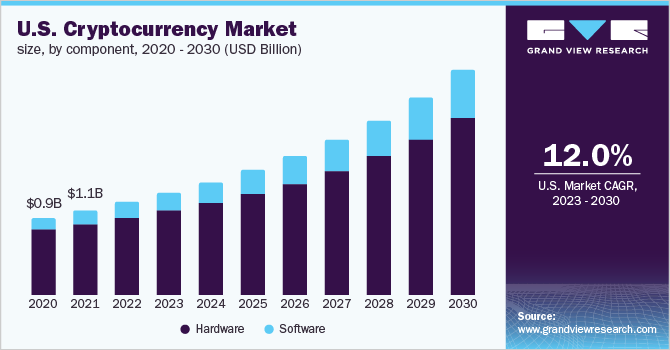 U.S. Cryptocurrency Market
size, by component, 2020 - 2030 (USD Billion)
$0.9B
$1.1B
2020 2021 2022 2023 2024 2025 2026 2027 2028 2029 2030
Hardware Software
GRAND VIEW RESEARCH
12.0%
U.S. Market CAGR,
2023 - 2030
Source:
www.grandviewresearch.com